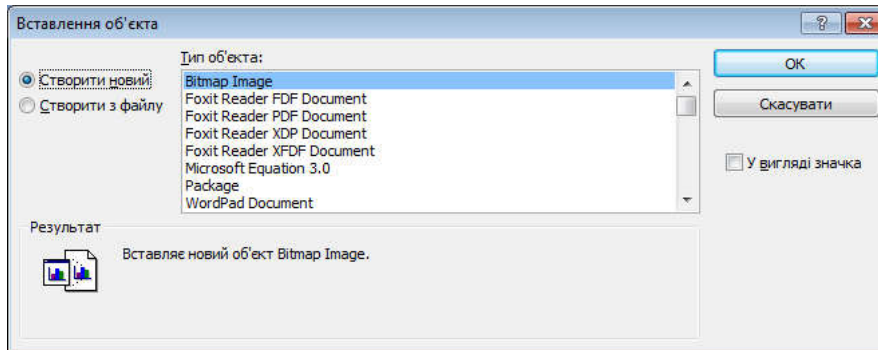 Вставлення об'єкта
Тип об'єкта:
Створити новий
Створити з файлу
Bitmap Image
Foxit Reader FDF Document
Foxit Reader PDF Document
Foxit Reader XDP Document
Foxit Reader XFDF Document
Microsoft Equation 3.0
Package
WordPad Document
ОК
Скасувати
У вигляді значка
Результат
Вставляє новий об'єкт Bitmap Image.